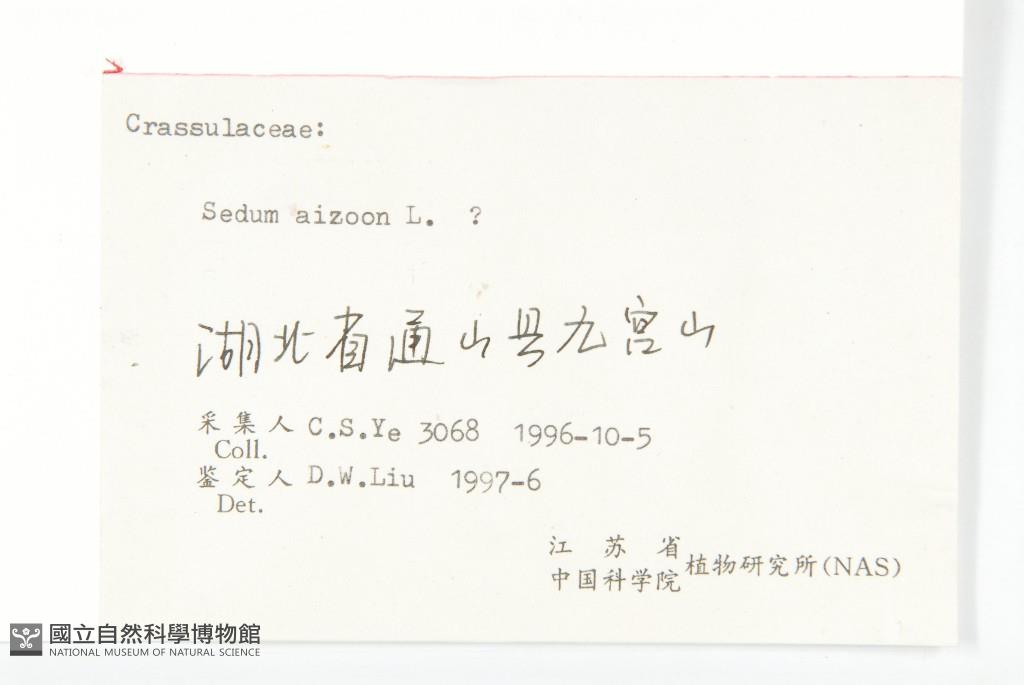 Crassulaceae:
Sedum aizoon L. ?
湖北省通山县九宫山
采集人 C.S.Ye 3068 1996-10-5
Coll.
鉴定人 D.W.Liu 1997-6
Det.
江苏省
中国科学院 植物研究所(NAS)
國立自然科學博物館
NATIONAL MUSEUM OF NATURAL SCIENCE